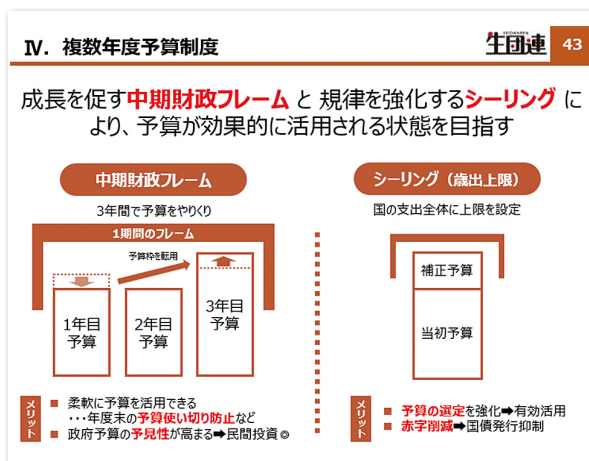 Ⅳ．複数年度予算制度
SEIDANREN
生団連
43
成長を促す中期財政フレーム と 規律を強化するシーリング に
より、予算が効果的に活用される状態を目指す
中期財政フレーム
3年間で予算をやりくり
1期間のフレーム
予算枠を転用
1年目
予算
2年目
予算
3年目
予算
メリット
■ 柔軟に予算を活用できる
・・・年度末の予算使い切り防止など
■ 政府予算の予見性が高まる➡民間投資◎
シーリング（歳出上限）
国の支出全体に上限を設定
補正予算
当初予算
メリット
■ 予算の選定を強化➡有効活用
■ 赤字削減➡国債発行抑制